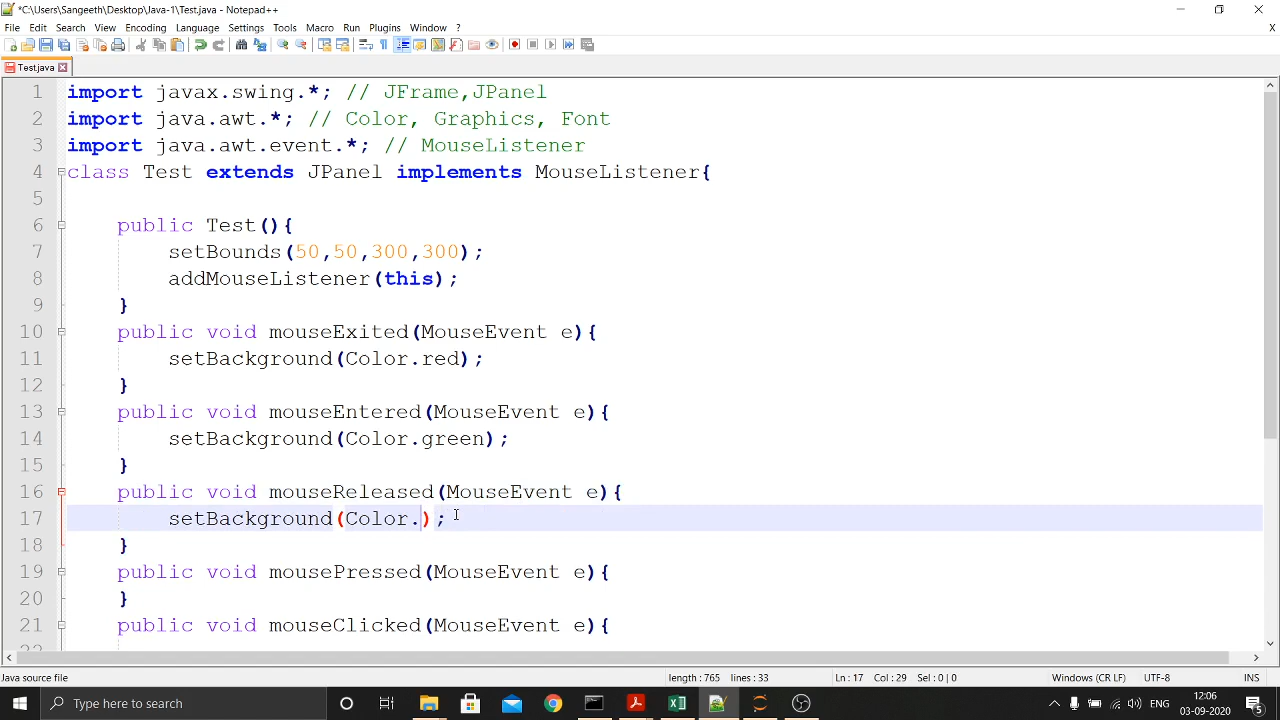 *C:\Users\Sangeeth\Desktop\Java-1\Test.java - Notepad++
File Edit Search View Encoding Language Settings Tools Macro Run Plugins Window ? X
Test.java
1 import javax.swing.*; // JFrame,JPanel
2 import java.awt.*; // Color, Graphics, Font
3 import java.awt.event.*; // MouseListener
4 class Test extends JPanel implements MouseListener{
5
6 public Test(){
7 setBounds(50,50,300,300);
8 addMouseListener(this);
9 }
10 public void mouseExited(MouseEvent e){
11 setBackground(Color.red);
12 }
13 public void mouseEntered(MouseEvent e){
14 setBackground(Color.green);
15 }
16 public void mouseReleased(MouseEvent e){
17 setBackground(Color.);
18 }
19 public void mousePressed(MouseEvent e){
20 }
21 public void mouseClicked(MouseEvent e){
Java source file length : 765 lines : 33 Ln : 17 Col : 29 Sel : 0 | 0 Windows (CR LF) UTF-8 INS
Type here to search
ENG
12:06
03-09-2020
5